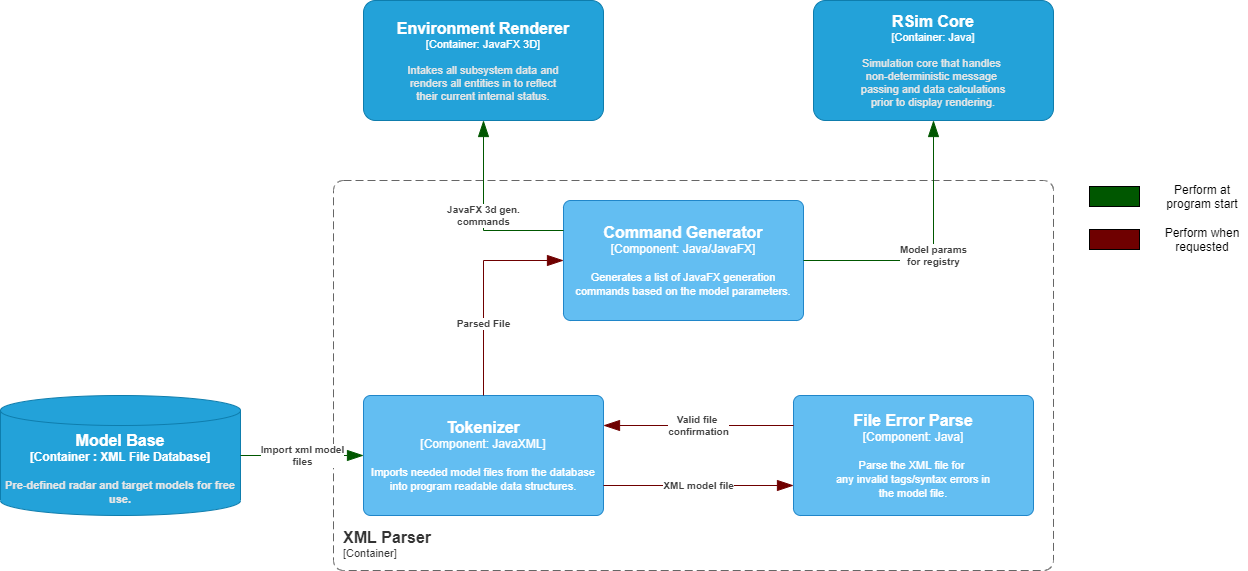 Environment Renderer
[Container: JavaFX 3D]
Intakes all subsystem data and
renders all entities in to reflect
their current internal status.
RSim Core
[Container: Java]
Simulation core that handles
non-deterministic message
passing and data calculations
prior to display rendering.
Perform at
program start
Perform when
requested
JavaFX 3d gen.
commands
Command Generator
[Component: Java/JavaFX]
Generates a list of JavaFX generation
commands based on the model parameters.
Model params
for registry
Parsed File
Model Base
[Container : XML File Database]
Pre-defined radar and target models for free
use.
Import xml model
files
Tokenizer
[Component: JavaXML]
Imports needed model files from the database
into program readable data structures.
Valid file
confirmation
XML model file
File Error Parse
[Component: Java]
Parse the XML file for
any invalid tags/syntax errors in
the model file.
XML Parser
[Container]